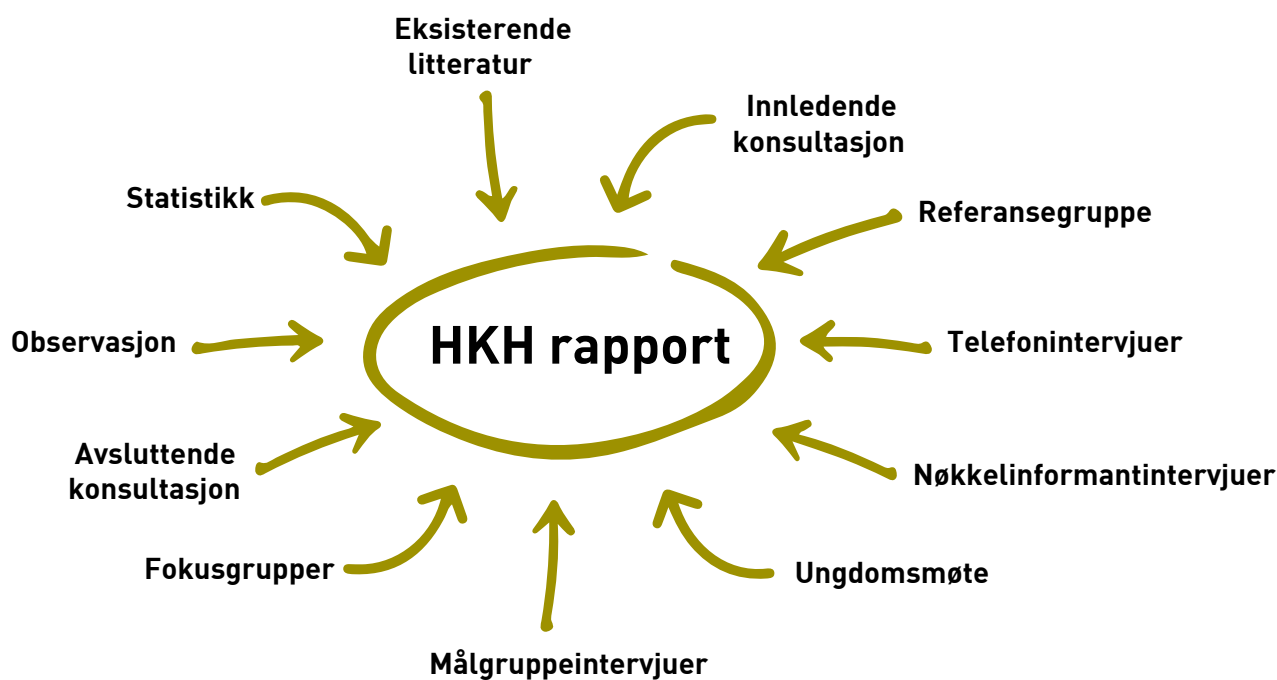 Eksisterende
litteratur
Innledende
konsultasjon
Statistikk
Referansegruppe
Observasjon
HKH rapport
Telefonintervjuer
Avsluttende
konsultasjon
Nøkkelinformantintervjuer
Fokusgrupper
Ungdomsmøte
Målgruppeintervjuer